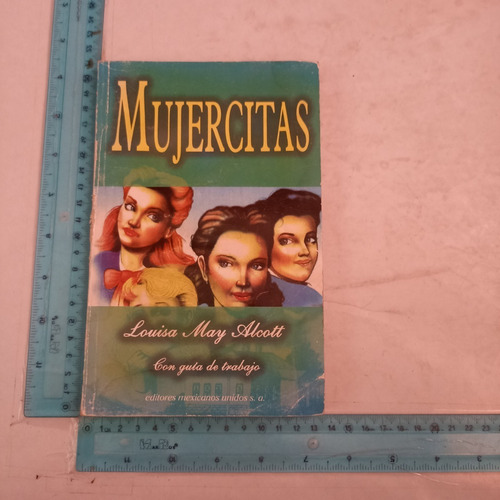 MUJERCITAS
Louisa May Alcott
Con guía de trabajo
editores mexicanos unidos s. a.